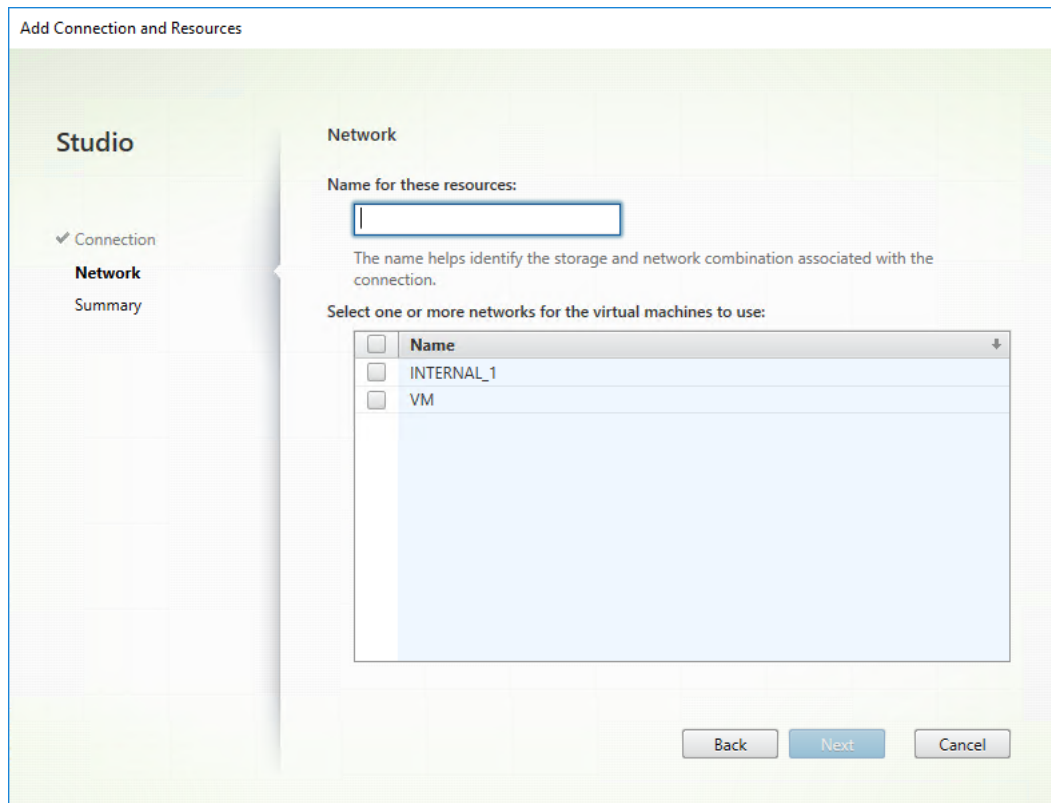 Add Connection and Resources
Studio
Connection
Network
Summary
Network
Name for these resources:
The name helps identify the storage and network combination associated with the
connection.
Select one or more networks for the virtual machines to use:
Name
INTERNAL_1
VM
Back
Next
Cancel